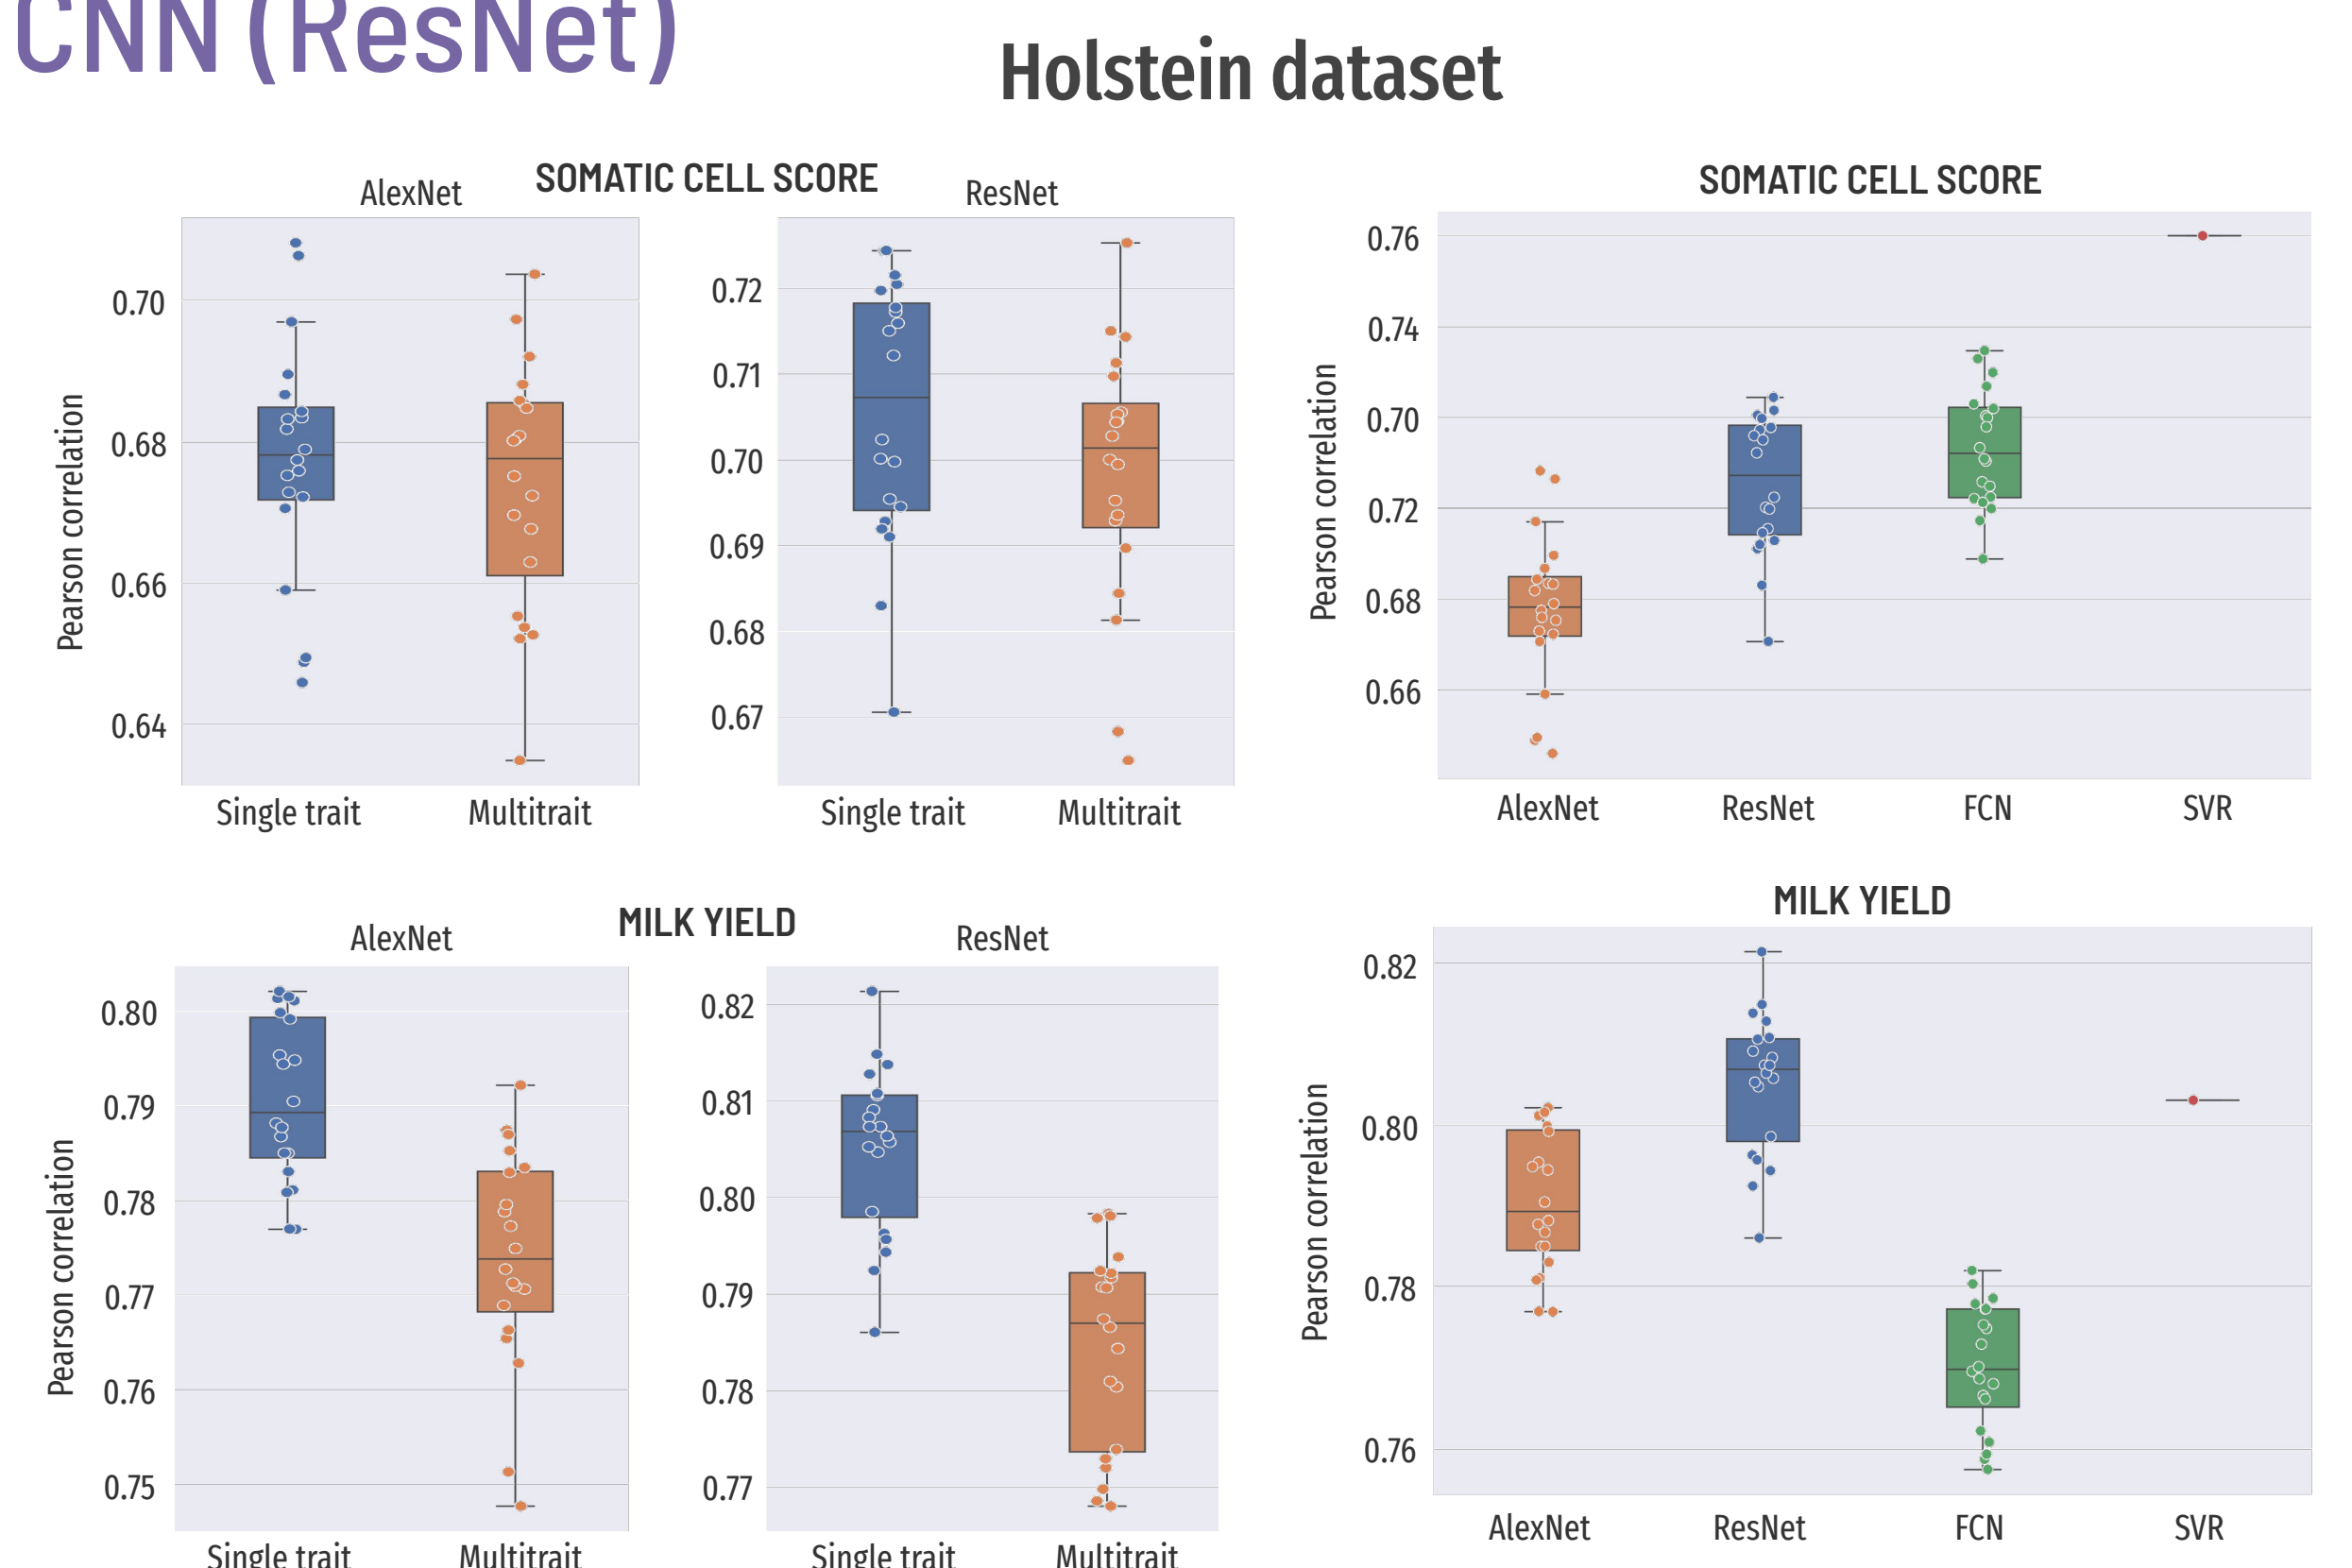 CNN (ResNet)
Holstein dataset
SOMATIC CELL SCORE
AlexNet
ResNet
Pearson correlation
0.70
0.68
0.66
0.64
Single trait
Multitrait
0.72
0.71
0.70
0.69
0.68
0.67
Single trait
Multitrait
SOMATIC CELL SCORE
Pearson correlation
0.76
0.74
0.70
0.72
0.68
0.66
AlexNet
ResNet
FCN
SVR
MILK YIELD
AlexNet
ResNet
Pearson correlation
0.80
0.79
0.78
0.77
0.76
0.75
Single trait
Multitrait
0.82
0.81
0.80
0.79
0.78
0.77
Single trait
Multitrait
MILK YIELD
Pearson correlation
0.82
0.80
0.78
0.76
AlexNet
ResNet
FCN
SVR